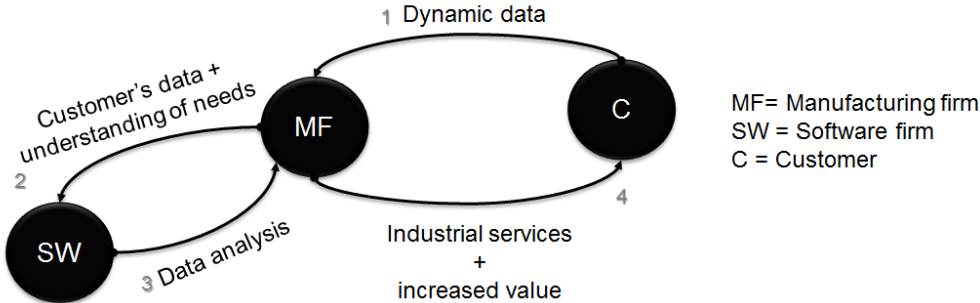 1 Dynamic data
Customer's data +
understanding of needs
2
MF
C
SW
3 Data analysis
4
Industrial services
+
increased value
MF= Manufacturing firm
SW = Software firm
C = Customer